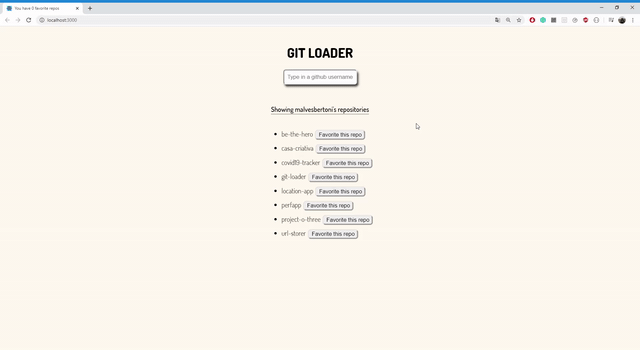 You have 0 favorite repos
localhost:3000
GIT LOADER
Type in a github username
Showing malvesbertoni's repositories
be-the-hero Favorite this repo
casa-criativa Favorite this repo
covid19-tracker Favorite this repo
git-loader Favorite this repo
location-app Favorite this repo
perfapp Favorite this repo
project-o-three Favorite this repo
url-storer Favorite this repo